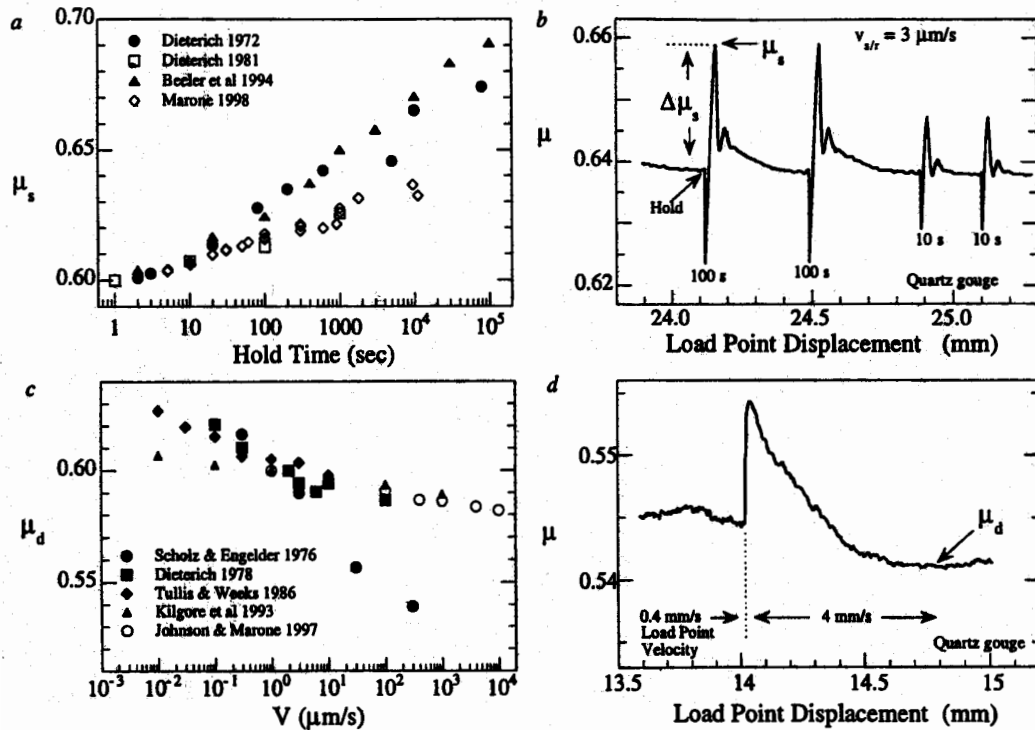 a
0.70
0.65
0.60
μs
Dieterich 1972
Dieterich 1981
Beeler et al 1994
Marone 1998
1 10 100 1000 10⁴ 10⁵
Hold Time (sec)
b
0.66
0.64
0.62
μ
μs
Δμs
vs/r = 3 μm/s
Hold
100 s
100 s
10 s
10 s
Quartz gouge
24.0 24.5 25.0
Load Point Displacement (mm)
c
0.60
0.55
μd
Scholz & Engelder 1976
Dieterich 1978
Tullis & Weeks 1986
Kilgore et al 1993
Johnson & Marone 1997
10⁻³ 10⁻² 10⁻¹ 10⁰ 10¹ 10² 10³ 10⁴
V (μm/s)
d
0.55
0.54
μ
μd
0.4 mm/s
Load Point
Velocity
4 mm/s
Quartz gouge
13.5 14 14.5 15
Load Point Displacement (mm)